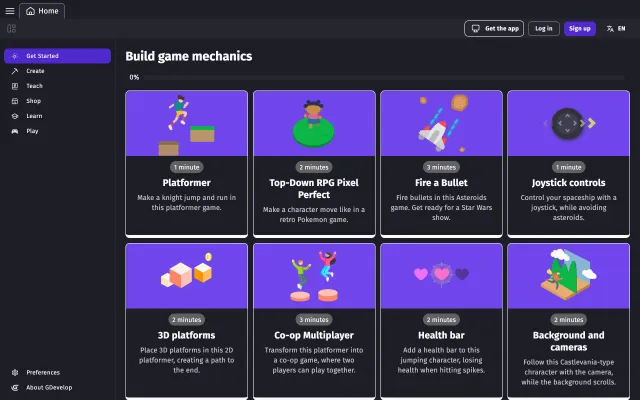 Home
Get the app
Log in
Sign up
EN
Get Started
Create
Teach
Shop
Learn
Play
Preferences
About GDevelop
Build game mechanics
0%
1 minute
Platformer
Make a knight jump and run in
this platformer game.
2 minutes
Top-Down RPG Pixel
Perfect
Make a character move like in a
retro Pokemon game.
3 minutes
Fire a Bullet
Fire bullets in this Asteroids
game. Get ready for a Star Wars
show.
1 minute
Joystick controls
Control your spaceship with a
joystick, while avoiding
asteroids.
2 minutes
3D platforms
Place 3D platforms in this 2D
platformer, creating a path to
the end.
3 minutes
Co-op Multiplayer
Transform this platformer into
a co-op game, where two
players can play together.
2 minutes
Health bar
Add a health bar to this
jumping character, losing
health when hitting spikes.
2 minutes
Background and
cameras
Follow this Castlevania-type
chraracter with the camera,
while the background scrolls.